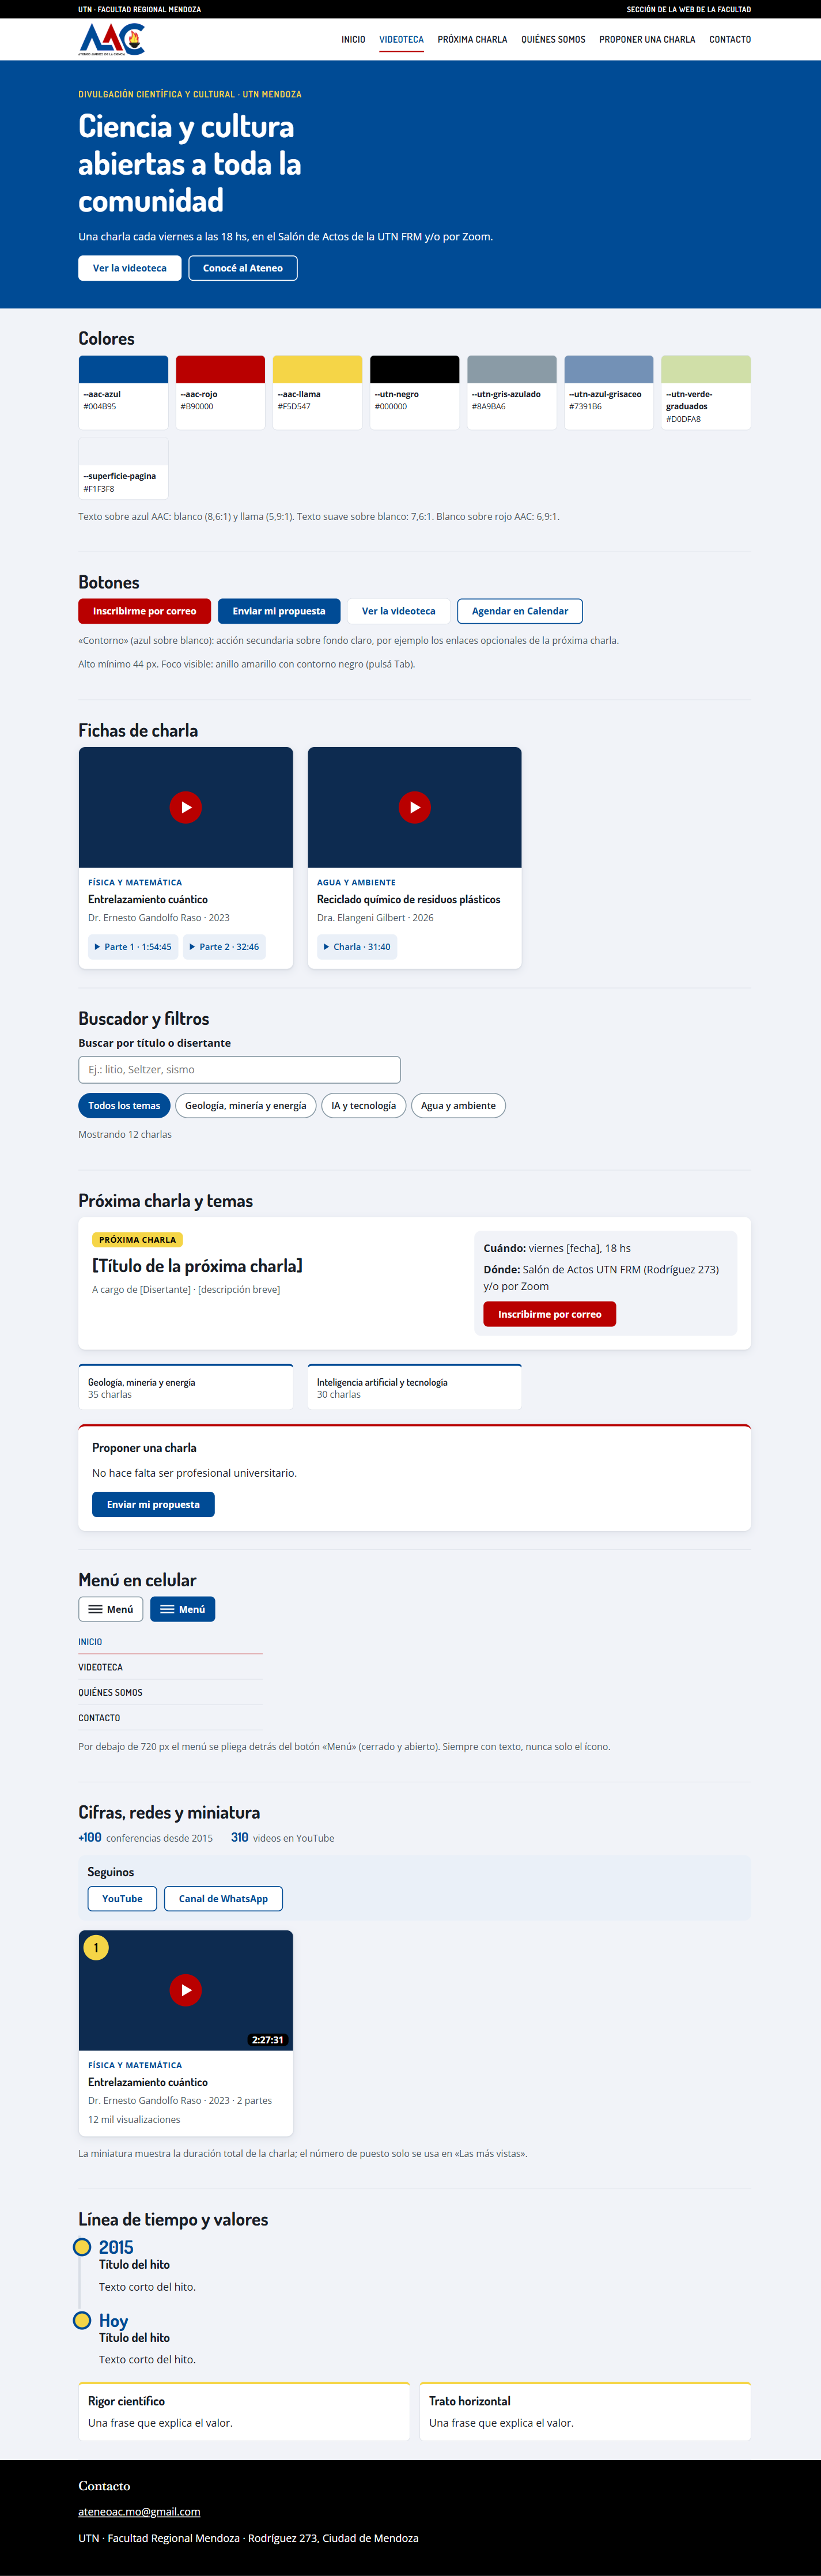 UTN · FACULTAD REGIONAL MENDOZA
SECCIÓN DE LA WEB DE LA FACULTAD
AAC
INICIO
VIDEOTECA
PRÓXIMA CHARLA
QUIÉNES SOMOS
PROPONER UNA CHARLA
CONTACTO
DIVULGACIÓN CIENTÍFICA Y CULTURAL · UTN MENDOZA
Ciencia y cultura
abiertas a toda la
comunidad
Una charla cada viernes a las 18 hs, en el Salón de Actos de la UTN FRM y/o por Zoom.
Ver la videoteca
Conocé al Ateneo
Colores
--aac-azul
#004B95
--aac-rojo
#B90000
--aac-llama
#F5D547
--utn-negro
#000000
--utn-gris-azulado
#8A9BA6
--utn-azul-grisaceo
#7391B6
--utn-verde-
graduados
#D0DFA8
--superficie-pagina
#F1F3F8
Texto sobre azul AAC: blanco (8,6:1) y llama (5,9:1). Texto suave sobre blanco: 7,6:1. Blanco sobre rojo AAC: 6,9:1.
Botones
Inscribirme por correo
Enviar mi propuesta
Ver la videoteca
Agendar en Calendar
«Contorno» (azul sobre blanco): acción secundaria sobre fondo claro, por ejemplo los enlaces opcionales de la próxima charla.
Alto mínimo 44 px. Foco visible: anillo amarillo con contorno negro (pulsá Tab).
Fichas de charla
FÍSICA Y MATEMÁTICA
Entrelazamiento cuántico
Dr. Ernesto Gandolfo Raso · 2023
Parte 1 · 1:54:45
Parte 2 · 32:46
AGUA Y AMBIENTE
Reciclado químico de residuos plásticos
Dra. Elangeni Gilbert · 2026
Charla · 31:40
Buscador y filtros
Buscar por título o disertante
Ej.: litio, Seltzer, sismo
Todos los temas
Geología, minería y energía
IA y tecnología
Agua y ambiente
Mostrando 12 charlas
Próxima charla y temas
PRÓXIMA CHARLA
[Título de la próxima charla]
A cargo de [Disertante] · [descripción breve]
Cuándo: viernes [fecha], 18 hs
Dónde: Salón de Actos UTN FRM (Rodríguez 273)
y/o por Zoom
Inscribirme por correo
Geología, minería y energía
35 charlas
Inteligencia artificial y tecnología
30 charlas
Proponer una charla
No hace falta ser profesional universitario.
Enviar mi propuesta
Menú en celular
Menú
Menú
INICIO
VIDEOTECA
QUIÉNES SOMOS
CONTACTO
Por debajo de 720 px el menú se pliega detrás del botón «Menú» (cerrado y abierto). Siempre con texto, nunca solo el ícono.
Cifras, redes y miniatura
+100 conferencias desde 2015
310 videos en YouTube
Seguinos
YouTube
Canal de WhatsApp
1
2:27:31
FÍSICA Y MATEMÁTICA
Entrelazamiento cuántico
Dr. Ernesto Gandolfo Raso · 2023 · 2 partes
12 mil visualizaciones
La miniatura muestra la duración total de la charla; el número de puesto solo se usa en «Las más vistas».
Línea de tiempo y valores
2015
Título del hito
Texto corto del hito.
Hoy
Título del hito
Texto corto del hito.
Rigor científico
Una frase que explica el valor.
Trato horizontal
Una frase que explica el valor.
Contacto
ateneoac.mo@gmail.com
UTN · Facultad Regional Mendoza · Rodríguez 273, Ciudad de Mendoza